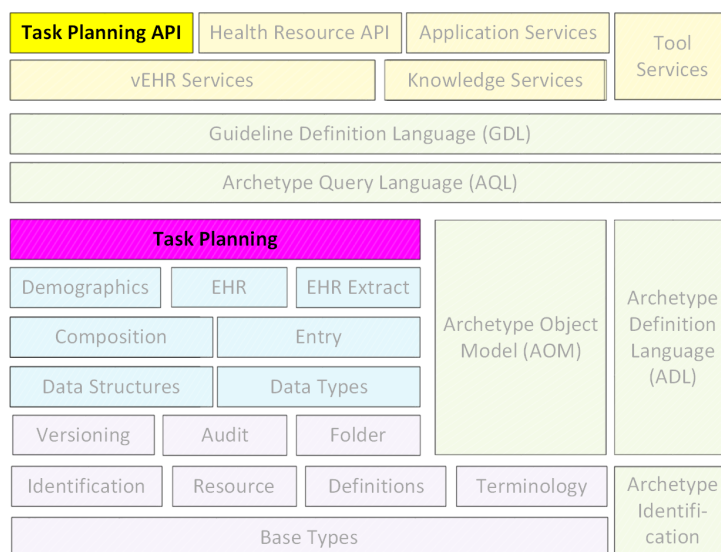 Task Planning API
Health Resource API
Application Services
Tool
Services
vEHR Services
Knowledge Services
Guideline Definition Language (GDL)
Archetype Query Language (AQL)
Task Planning
Demographics
EHR
EHR Extract
Composition
Entry
Data Structures
Data Types
Archetype Object
Model (AOM)
Archetype
Definition
Language
(ADL)
Versioning
Audit
Folder
Identification
Resource
Definitions
Terminology
Archetype
Identifi-
cation
Base Types